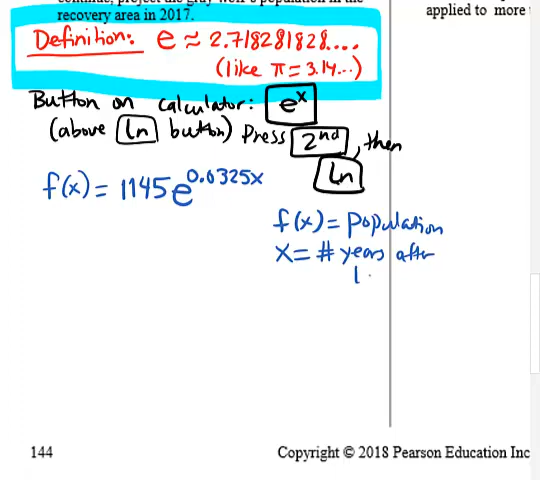 continue, project the gray wolf's population in the
recovery area in 2017.
applied to more
Definition: e ≈ 2.718281828....
(like π = 3.14...)
Button on calculator: e^x
(above ln button) Press 2nd, then
ln
f(x) = 1145e^0.0325x
f(x) = population
x = # years after
144
Copyright © 2018 Pearson Education Inc